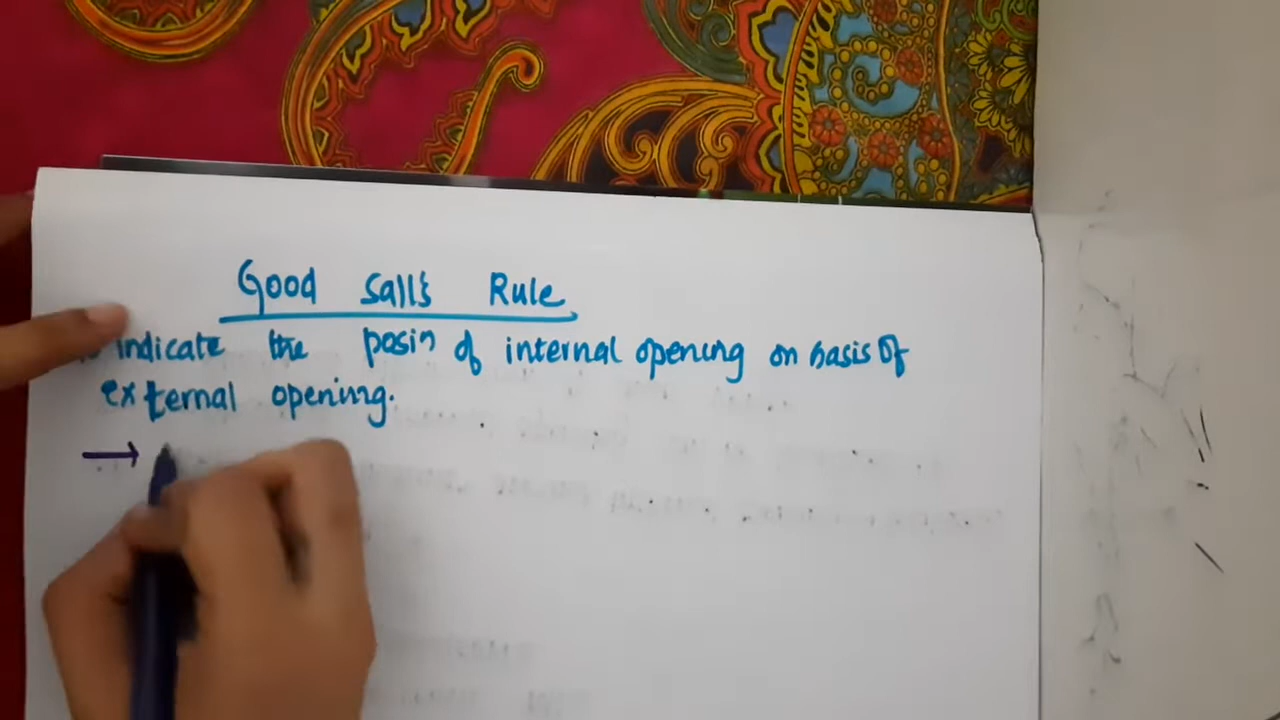 Good Salls Rule
indicate the posin of internal opening on basis of
external opening.
→